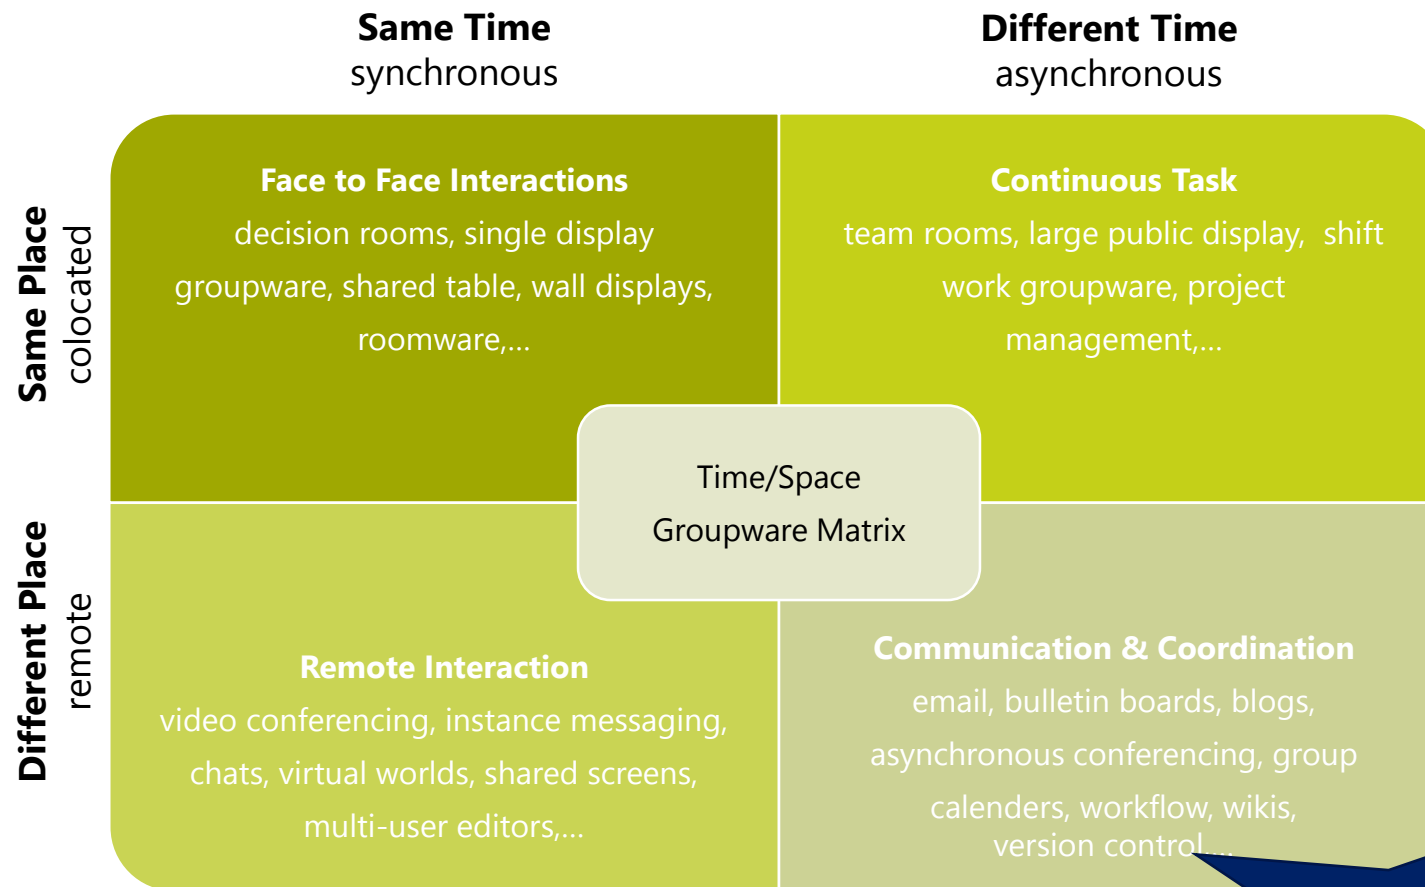 Same Time
synchronous
Different Time
asynchronous
Same Place
colocated
Face to Face Interactions
decision rooms, single display
groupware, shared table, wall displays,
roomware,...
Continuous Task
team rooms, large public display,  shift
work groupware, project
management,...
Time/Space
Groupware Matrix
Different Place
remote
Remote Interaction
video conferencing, instance messaging,
chats, virtual worlds, shared screens,
multi-user editors,...
Communication & Coordination
email, bulletin boards, blogs,
asynchronous conferencing, group
calenders, workflow, wikis,
version control,...